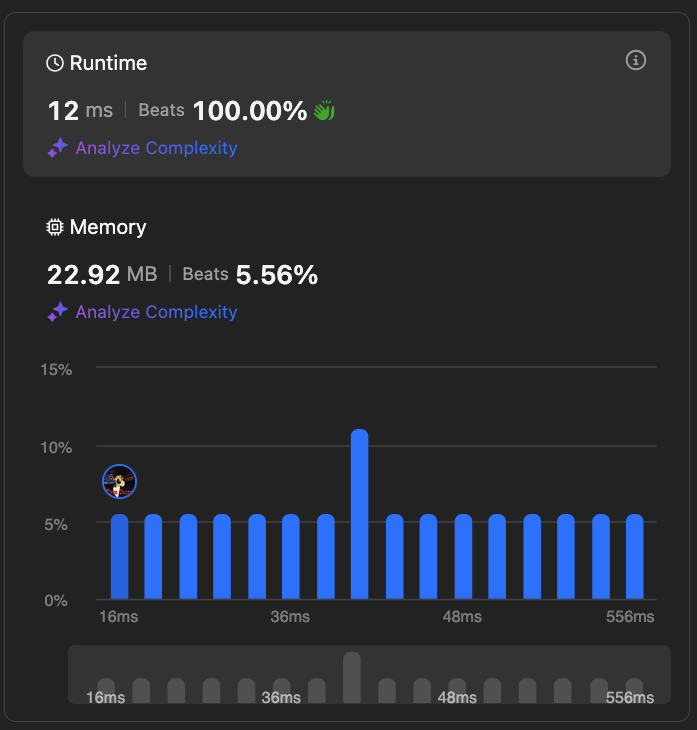 Runtime
12 ms | Beats 100.00%
Analyze Complexity
Memory
22.92 MB | Beats 5.56%
Analyze Complexity
15%
10%
5%
0%
16ms 36ms 48ms 556ms
16ms 36ms 48ms 556ms